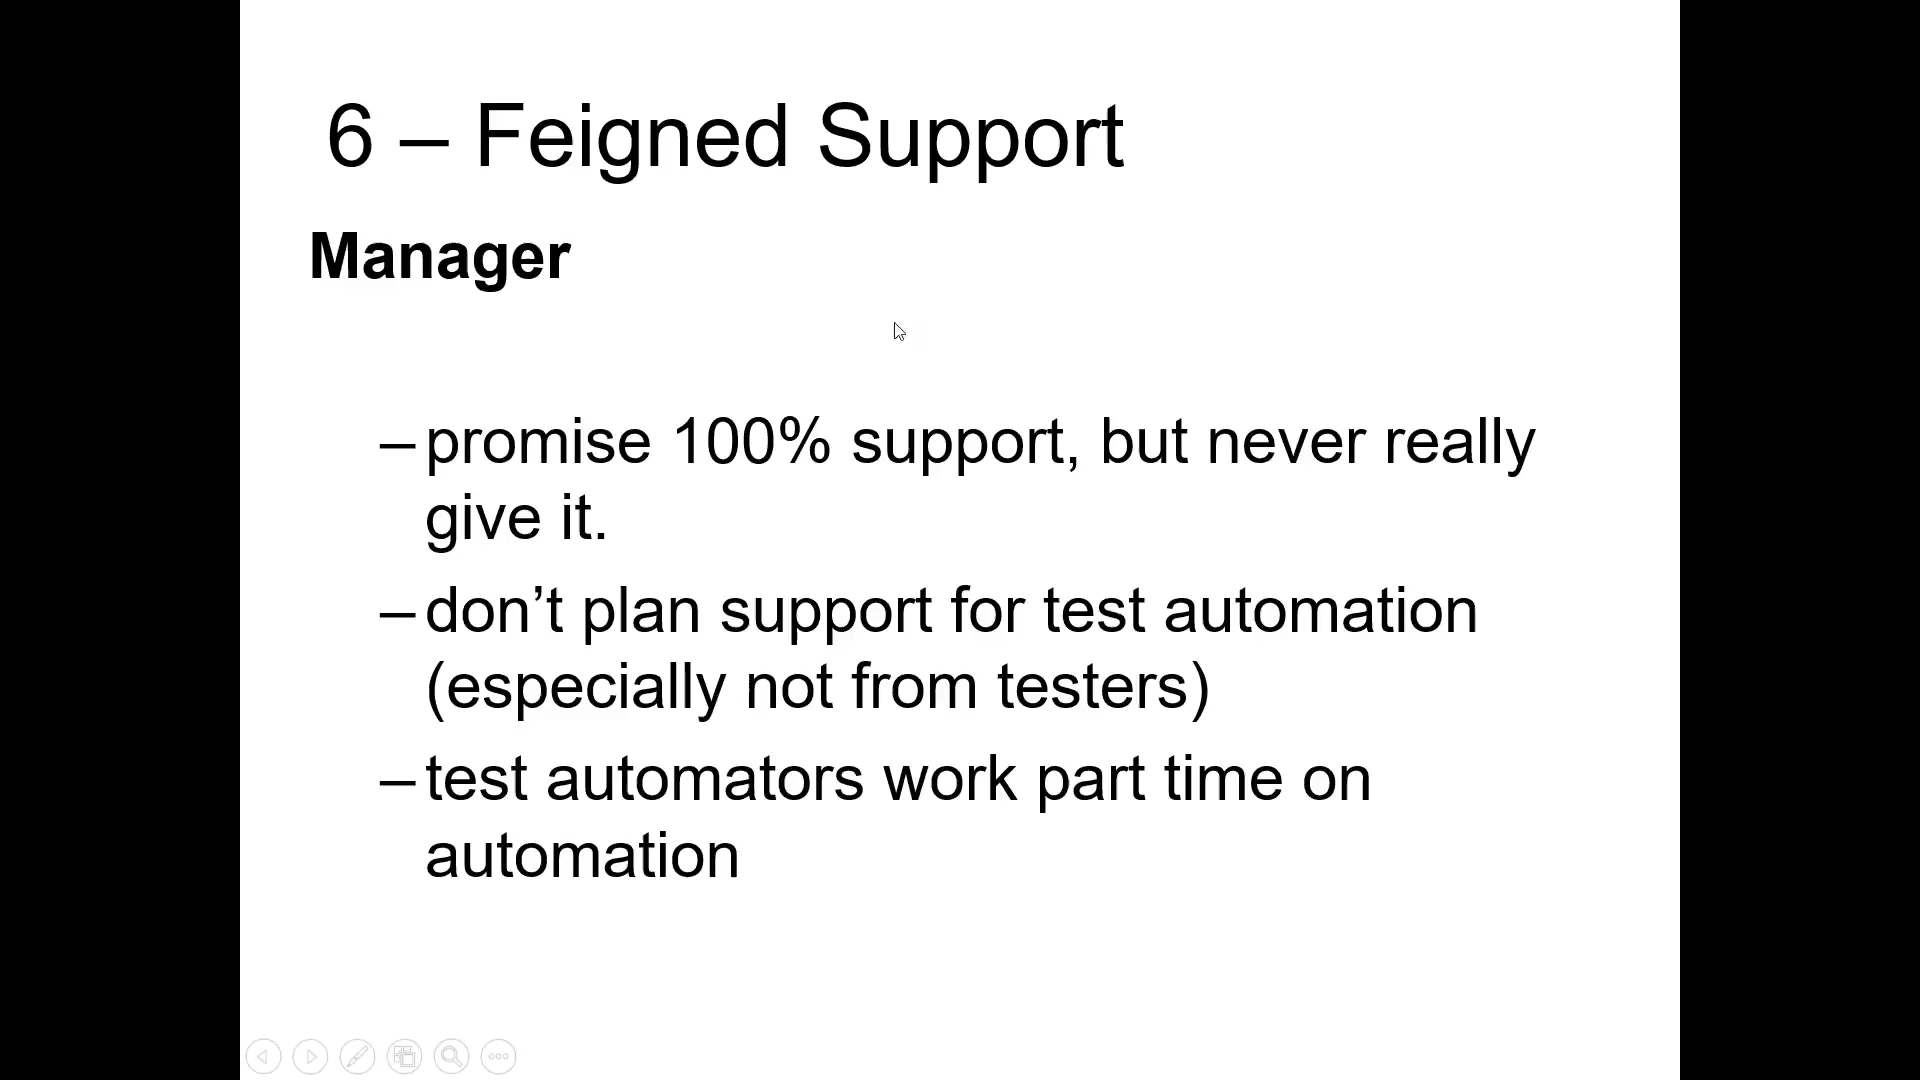 6 – Feigned Support
Manager
– promise 100% support, but never really
give it.
– don’t plan support for test automation
(especially not from testers)
– test automators work part time on
automation